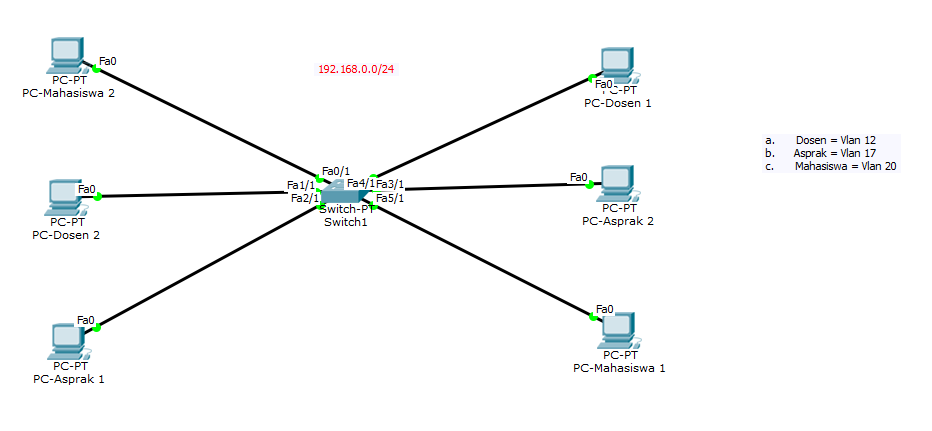 192.168.0.0/24
Fa0
PC-PT
PC-Mahasiswa 2
Fa0
PC-PT
PC-Dosen 1
a. Dosen = Vlan 12
b. Asprak = Vlan 17
c. Mahasiswa = Vlan 20
Fa0
PC-PT
PC-Dosen 2
Fa0/1
Fa1/1
Fa4/1
Fa3/1
Fa2/1
Fa5/1
Switch-PT
Switch1
Fa0
PC-PT
PC-Asprak 2
Fa0
PC-PT
PC-Asprak 1
Fa0
PC-PT
PC-Mahasiswa 1